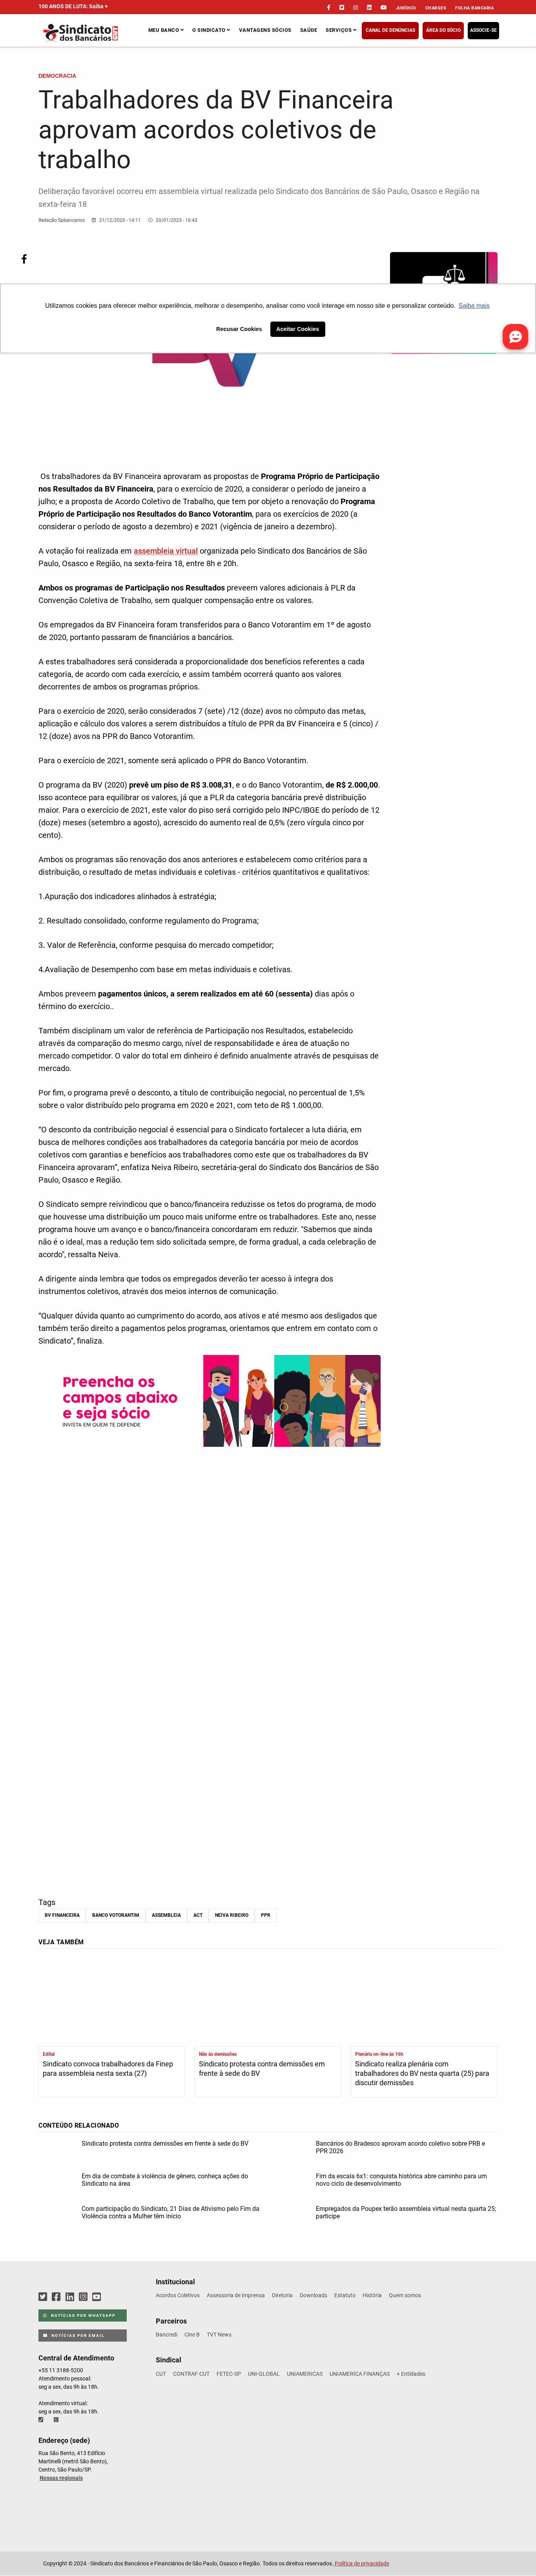 100 ANOS DE LUTA: Saiba +
JURÍDICO CHARGES FOLHA BANCARIA
Sindicato dos Bancários
MEU BANCO O SINDICATO VANTAGENS SÓCIOS SAÚDE SERVIÇOS CANAL DE DENÚNCIAS ÁREA DO SÓCIO ASSOCIE-SE
DEMOCRACIA
Trabalhadores da BV Financeira
aprovam acordos coletivos de
trabalho
Deliberação favorável ocorreu em assembleia virtual realizada pelo Sindicato dos Bancários de São Paulo, Osasco e Região na
sexta-feira 18
Redação Spbancarios 21/12/2020 - 14:11 20/01/2023 - 16:43
Utilizamos cookies para oferecer melhor experiência, melhorar o desempenho, analisar como você interage em nosso site e personalizar conteúdo. Saiba mais
Recusar Cookies Aceitar Cookies
Os trabalhadores da BV Financeira aprovaram as propostas de Programa Próprio de Participação
nos Resultados da BV Financeira, para o exercício de 2020, a considerar o período de janeiro a
julho; e a proposta de Acordo Coletivo de Trabalho, que tem por objeto a renovação do Programa
Próprio de Participação nos Resultados do Banco Votorantim, para os exercícios de 2020 (a
considerar o período de agosto a dezembro) e 2021 (vigência de janeiro a dezembro).
A votação foi realizada em assembleia virtual organizada pelo Sindicato dos Bancários de São
Paulo, Osasco e Região, na sexta-feira 18, entre 8h e 20h.
Ambos os programas de Participação nos Resultados preveem valores adicionais à PLR da
Convenção Coletiva de Trabalho, sem qualquer compensação entre os valores.
Os empregados da BV Financeira foram transferidos para o Banco Votorantim em 1º de agosto
de 2020, portanto passaram de financiários a bancários.
A estes trabalhadores será considerada a proporcionalidade dos benefícios referentes a cada
categoria, de acordo com cada exercício, e assim também ocorrerá quanto aos valores
decorrentes de ambos os programas próprios.
Para o exercício de 2020, serão considerados 7 (sete) /12 (doze) avos no cômputo das metas,
aplicação e cálculo dos valores a serem distribuídos a título de PPR da BV Financeira e 5 (cinco) /
12 (doze) avos na PPR do Banco Votorantim.
Para o exercício de 2021, somente será aplicado o PPR do Banco Votorantim.
O programa da BV (2020) prevê um piso de R$ 3.008,31, e o do Banco Votorantim, de R$ 2.000,00.
Isso acontece para equilibrar os valores, já que a PLR da categoria bancária prevê distribuição
maior. Para o exercício de 2021, este valor do piso será corrigido pelo INPC/IBGE do período de 12
(doze) meses (setembro a agosto), acrescido do aumento real de 0,5% (zero vírgula cinco por
cento).
Ambos os programas são renovação dos anos anteriores e estabelecem como critérios para a
distribuição, o resultado de metas individuais e coletivas - critérios quantitativos e qualitativos:
1.Apuração dos indicadores alinhados à estratégia;
2. Resultado consolidado, conforme regulamento do Programa;
3. Valor de Referência, conforme pesquisa do mercado competidor;
4.Avaliação de Desempenho com base em metas individuais e coletivas.
Ambos preveem pagamentos únicos, a serem realizados em até 60 (sessenta) dias após o
término do exercício..
Também disciplinam um valor de referência de Participação nos Resultados, estabelecido
através da comparação do mesmo cargo, nível de responsabilidade e área de atuação no
mercado competidor. O valor do total em dinheiro é definido anualmente através de pesquisas de
mercado.
Por fim, o programa prevê o desconto, a título de contribuição negocial, no percentual de 1,5%
sobre o valor distribuído pelo programa em 2020 e 2021, com teto de R$ 1.000,00.
“O desconto da contribuição negocial é essencial para o Sindicato fortalecer a luta diária, em
busca de melhores condições aos trabalhadores da categoria bancária por meio de acordos
coletivos com garantias e benefícios aos trabalhadores como este que os trabalhadores da BV
Financeira aprovaram”, enfatiza Neiva Ribeiro, secretária-geral do Sindicato dos Bancários de São
Paulo, Osasco e Região.
O Sindicato sempre reivindicou que o banco/financeira reduzisse os tetos do programa, de modo
que houvesse uma distribuição um pouco mais uniforme entre os trabalhadores. Este ano, nesse
programa houve um avanço e o banco/financeira concordaram em reduzir. "Sabemos que ainda
não é o ideal, mas a redução tem sido solicitada sempre, de forma gradual, a cada celebração de
acordo", ressalta Neiva.
A dirigente ainda lembra que todos os empregados deverão ter acesso à íntegra dos
instrumentos coletivos, através dos meios internos de comunicação.
“Qualquer dúvida quanto ao cumprimento do acordo, aos ativos e até mesmo aos desligados que
também terão direito a pagamentos pelos programas, orientamos que entrem em contato com o
Sindicato”, finaliza.
Preencha os
campos abaixo
e seja sócio
INVISTA EM QUEM TE DEFENDE
Tags
BV FINANCEIRA BANCO VOTORANTIM ASSEMBLEIA ACT NEIVA RIBEIRO PPR
VEJA TAMBÉM
Edital
Sindicato convoca trabalhadores da Finep
para assembleia nesta sexta (27)
Não às demissões
Sindicato protesta contra demissões em
frente à sede do BV
Plenária on-line às 16h
Sindicato realiza plenária com
trabalhadores do BV nesta quarta (25) para
discutir demissões
CONTEÚDO RELACIONADO
Sindicato protesta contra demissões em frente à sede do BV
Bancários do Bradesco aprovam acordo coletivo sobre PRB e
PPR 2026
Em dia de combate à violência de gênero, conheça ações do
Sindicato na área
Fim da escala 6x1: conquista histórica abre caminho para um
novo ciclo de desenvolvimento
Com participação do Sindicato, 21 Dias de Ativismo pelo Fim da
Violência contra a Mulher têm início
Empregados da Poupex terão assembleia virtual nesta quarta 25;
participe
NOTÍCIAS POR WHATSAPP
NOTÍCIAS POR EMAIL
Central de Atendimento
+55 11 3188-5200
Atendimento pessoal:
seg a sex, das 9h às 18h.
Atendimento virtual:
seg a sex, das 9h às 18h.
Endereço (sede)
Rua São Bento, 413 Edifício
Martinelli (metrô São Bento),
Centro, São Paulo/SP.
Nossas regionais
Institucional
Acordos Coletivos Assessoria de Imprensa Diretoria Downloads Estatuto História Quem somos
Parceiros
Bancredi Cine B TVT News
Sindical
CUT CONTRAF-CUT FETEC-SP UNI-GLOBAL UNIAMERICAS UNIAMERICA FINANÇAS + Entidades
Copyright © 2024 - Sindicato dos Bancários e Financiários de São Paulo, Osasco e Região. Todos os direitos reservados. Política de privacidade